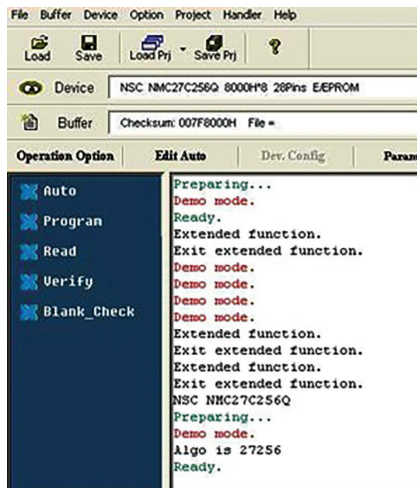 File Buffer Device Option Project Handler Help
Load Save Load Prj Save Prj ?
Device NSC NMC27C256Q 8000H*8 28Pins E/EPROM
Buffer Checksum: 007F8000H File =
Operation Option Edit Auto Dev. Config Param
Auto
Program
Read
Verify
Blank_Check
Preparing...
Demo mode.
Ready.
Extended function.
Exit extended function.
Demo mode.
Demo mode.
Demo mode.
Demo mode.
Extended function.
Exit extended function.
Extended function.
Exit extended function.
NSC NMC27C256Q
Preparing...
Demo mode.
Algo is 27256
Ready.